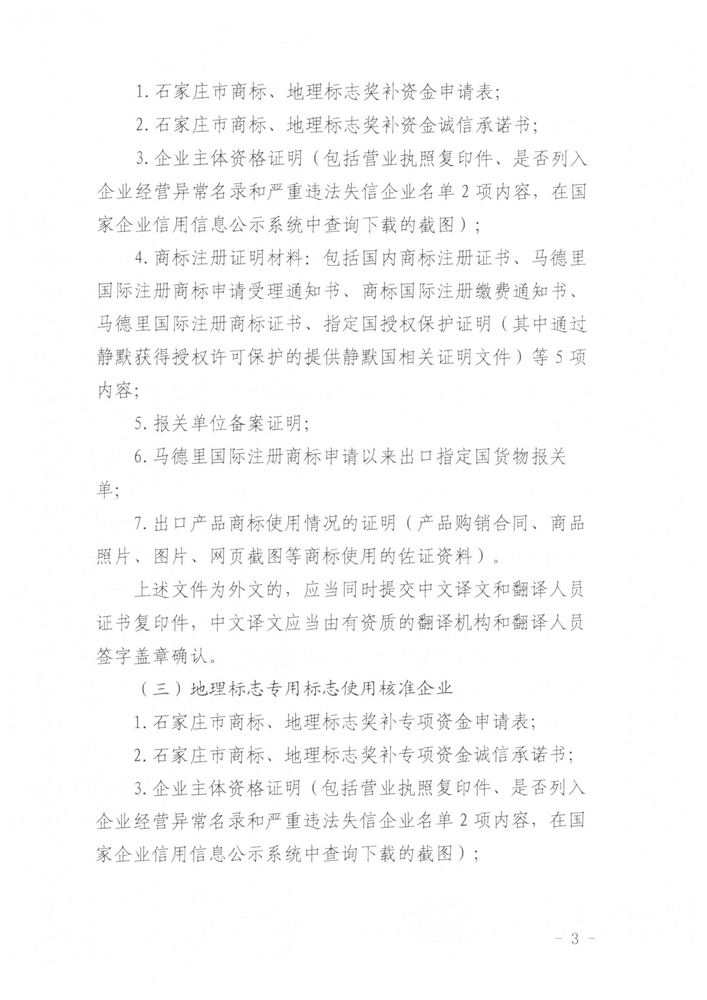 1. 石家庄市商标、地理标志奖补资金申请表；
2. 石家庄市商标、地理标志奖补资金诚信承诺书；
3. 企业主体资格证明（包括营业执照复印件、是否列入
企业经营异常名录和严重违法失信企业名单 2 项内容，在国
家企业信用信息公示系统中查询下载的截图）；
4. 商标注册证明材料：包括国内商标注册证书、马德里
国际注册商标申请受理通知书、商标国际注册缴费通知书、
马德里国际注册商标证书、指定国授权保护证明（其中通过
静默获得授权许可保护的提供静默国相关证明文件）等 5 项
内容；
5. 报关单位备案证明；
6. 马德里国际注册商标申请以来出口指定国货物报关
单；
7. 出口产品商标使用情况的证明（产品购销合同、商品
照片、图片、网页截图等商标使用的佐证资料）。
上述文件为外文的，应当同时提交中文译文和翻译人员
证书复印件，中文译文应当由有资质的翻译机构和翻译人员
签字盖章确认。
（三）地理标志专用标志使用核准企业
1. 石家庄市商标、地理标志奖补专项资金申请表；
2. 石家庄市商标、地理标志奖补专项资金诚信承诺书；
3. 企业主体资格证明（包括营业执照复印件、是否列入
企业经营异常名录和严重违法失信企业名单 2 项内容，在国
家企业信用信息公示系统中查询下载的截图）；
- 3 -